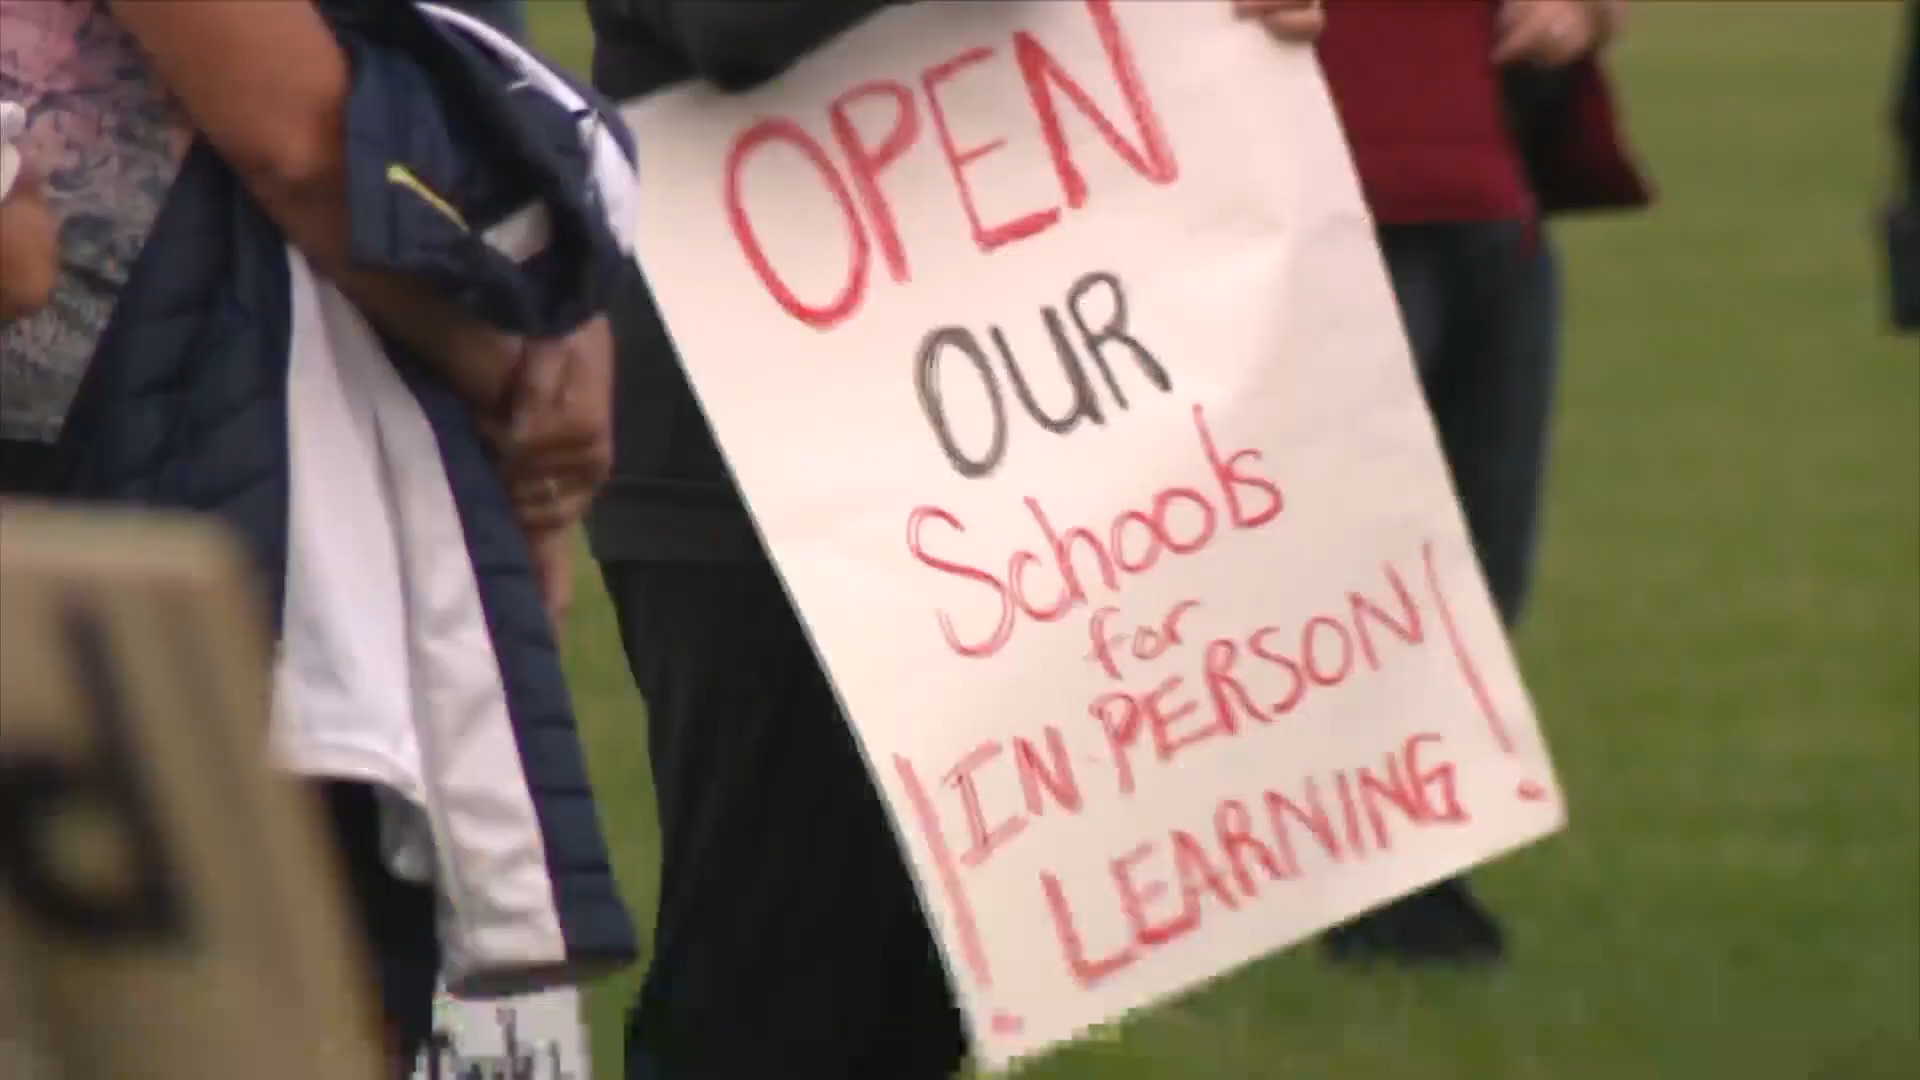 OPEN
OUR
Schools
for
! IN-PERSON !
LEARNING